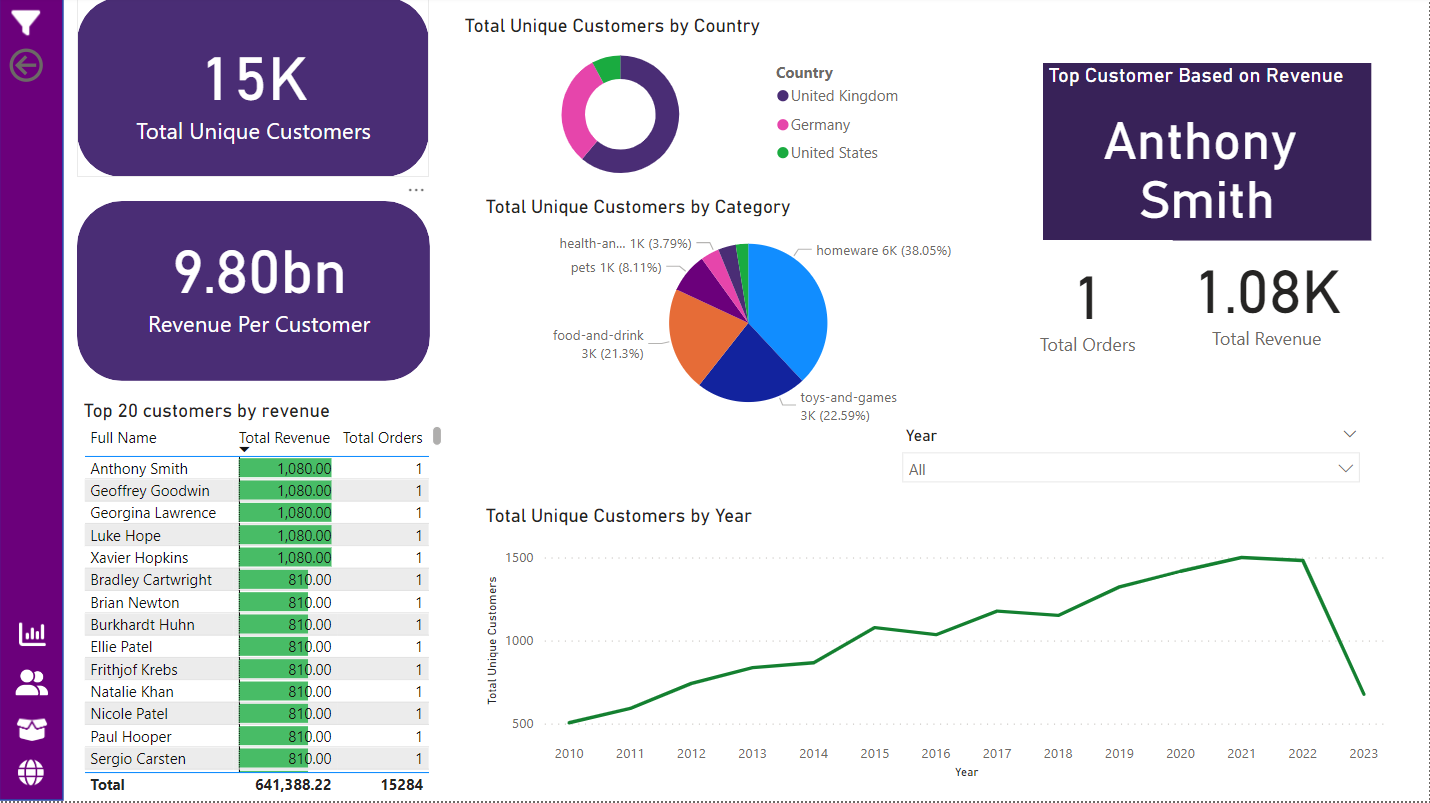 15K
Total Unique Customers
9.80bn
Revenue Per Customer
Top 20 customers by revenue
Full Name Total Revenue Total Orders
Anthony Smith 1,080.00 1
Geoffrey Goodwin 1,080.00 1
Georgina Lawrence 1,080.00 1
Luke Hope 1,080.00 1
Xavier Hopkins 1,080.00 1
Bradley Cartwright 810.00 1
Brian Newton 810.00 1
Burkhardt Huhn 810.00 1
Ellie Patel 810.00 1
Frithjof Krebs 810.00 1
Natalie Khan 810.00 1
Nicole Patel 810.00 1
Paul Hooper 810.00 1
Sergio Carsten 810.00 1
Total 641,388.22 15284
Total Unique Customers by Country
Country
United Kingdom
Germany
United States
Total Unique Customers by Category
health-an... 1K (3.79%)
pets 1K (8.11%)
food-and-drink
3K (21.3%)
homeware 6K (38.05%)
toys-and-games
3K (22.59%)
Top Customer Based on Revenue
Anthony
Smith
1
Total Orders
1.08K
Total Revenue
Year
All
Total Unique Customers by Year
Total Unique Customers
1500
1000
500
2010 2011 2012 2013 2014 2015 2016 2017 2018 2019 2020 2021 2022 2023
Year